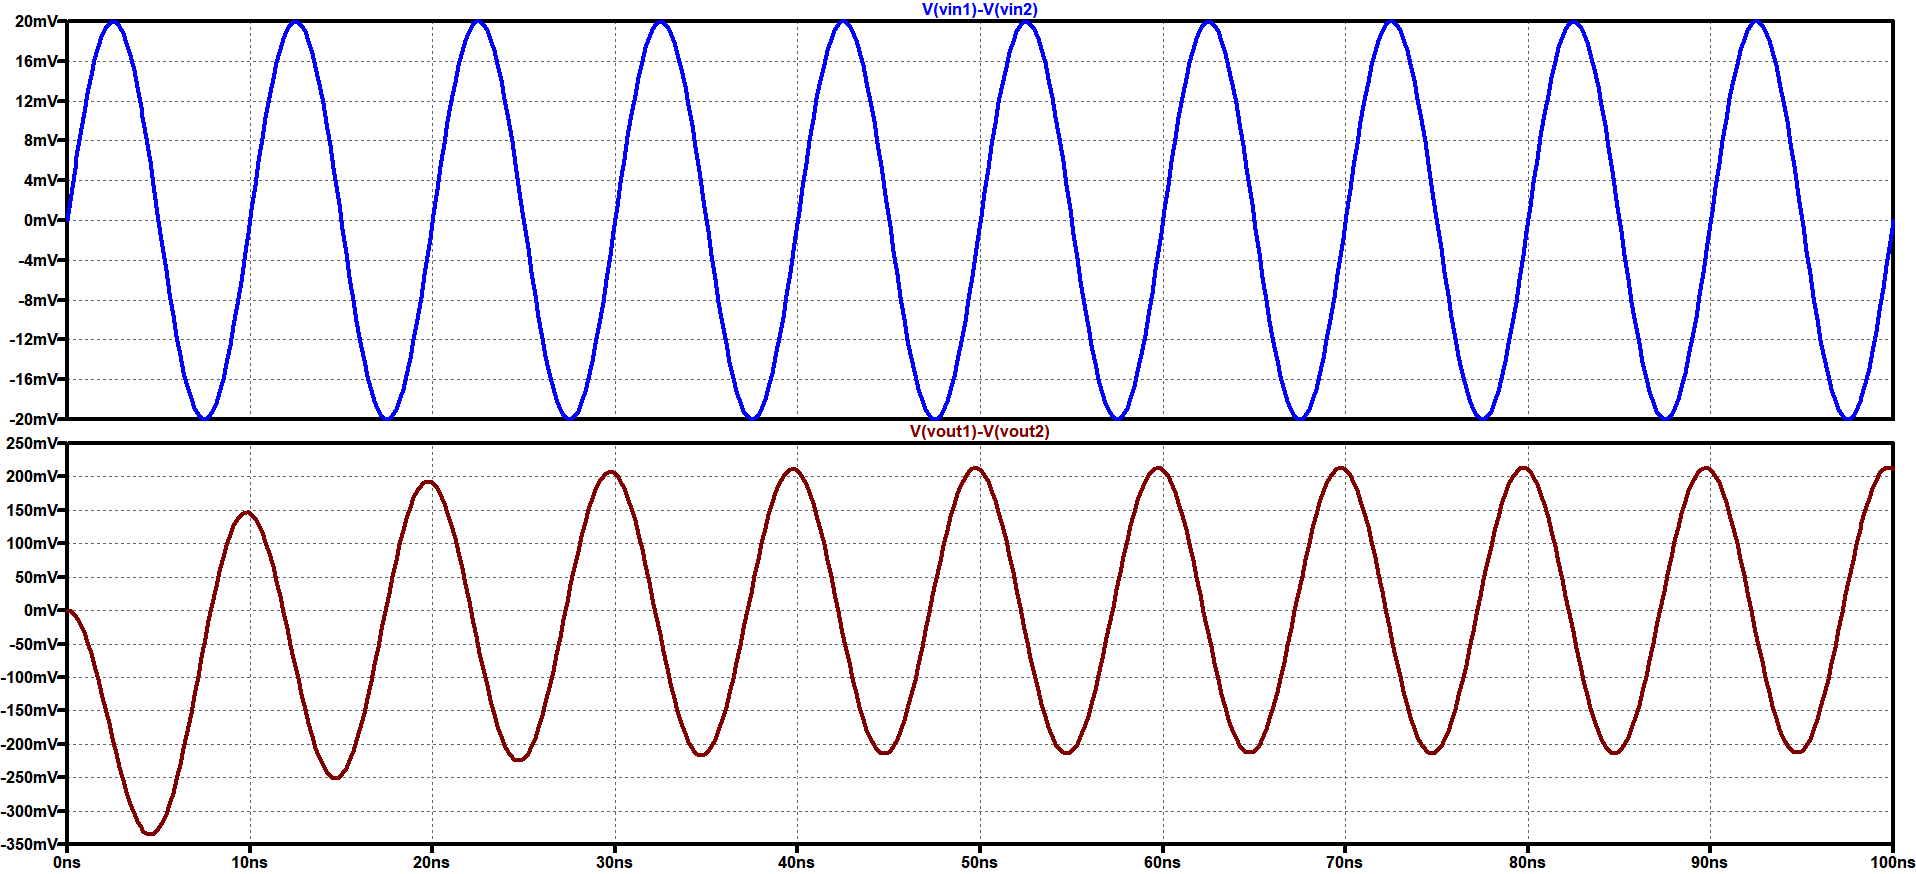 V(vin1)-V(vin2)
20mV
16mV
12mV
8mV
4mV
0mV
-4mV
-8mV
-12mV
-16mV
-20mV
V(vout1)-V(vout2)
250mV
200mV
150mV
100mV
50mV
0mV
-50mV
-100mV
-150mV
-200mV
-250mV
-300mV
-350mV
0ns 10ns 20ns 30ns 40ns 50ns 60ns 70ns 80ns 90ns 100ns